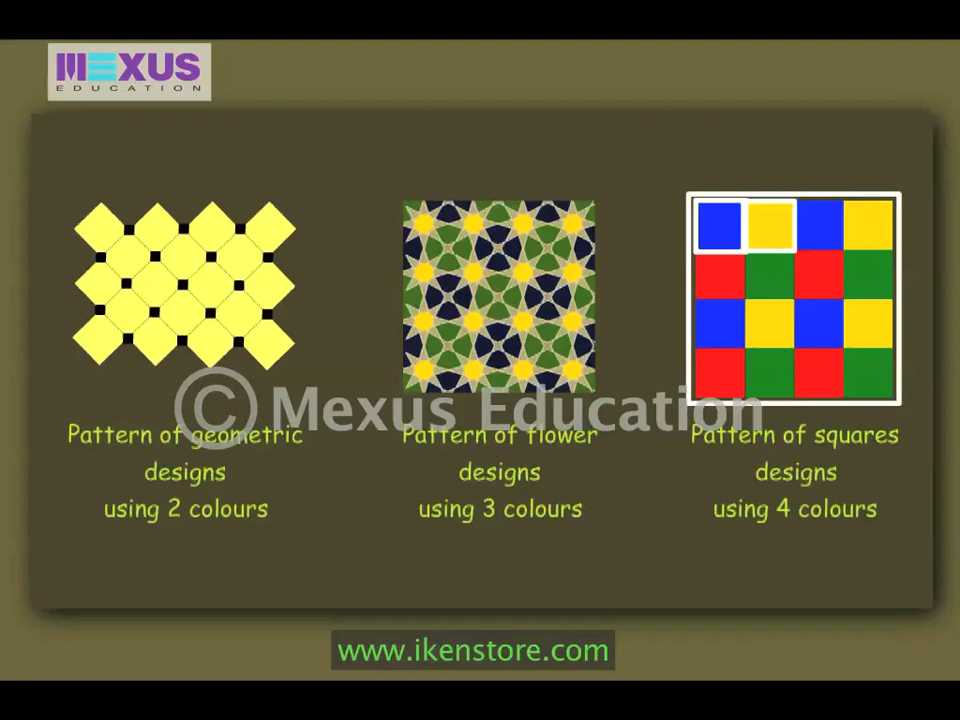 MEXUS
EDUCATION
© Mexus Education
Pattern of geometric
designs
using 2 colours
Pattern of flower
designs
using 3 colours
Pattern of squares
designs
using 4 colours
www.ikenstore.com